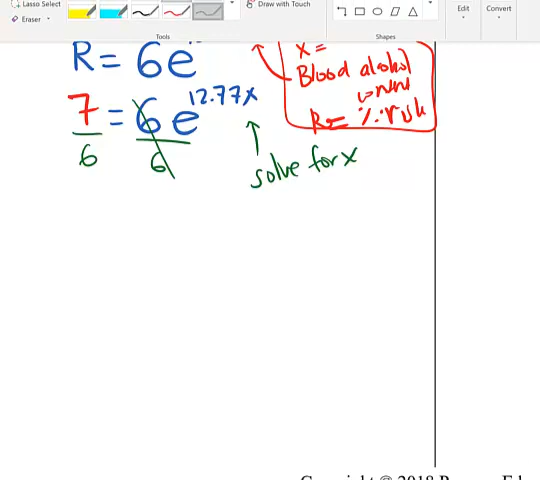 Lasso Select
Eraser
Draw with Touch
Edit
Convert
Tools
Shapes
R = 6e
x =
Blood alcohol
R = % risk
7 = 6 e^12.77x
6 6
solve for x